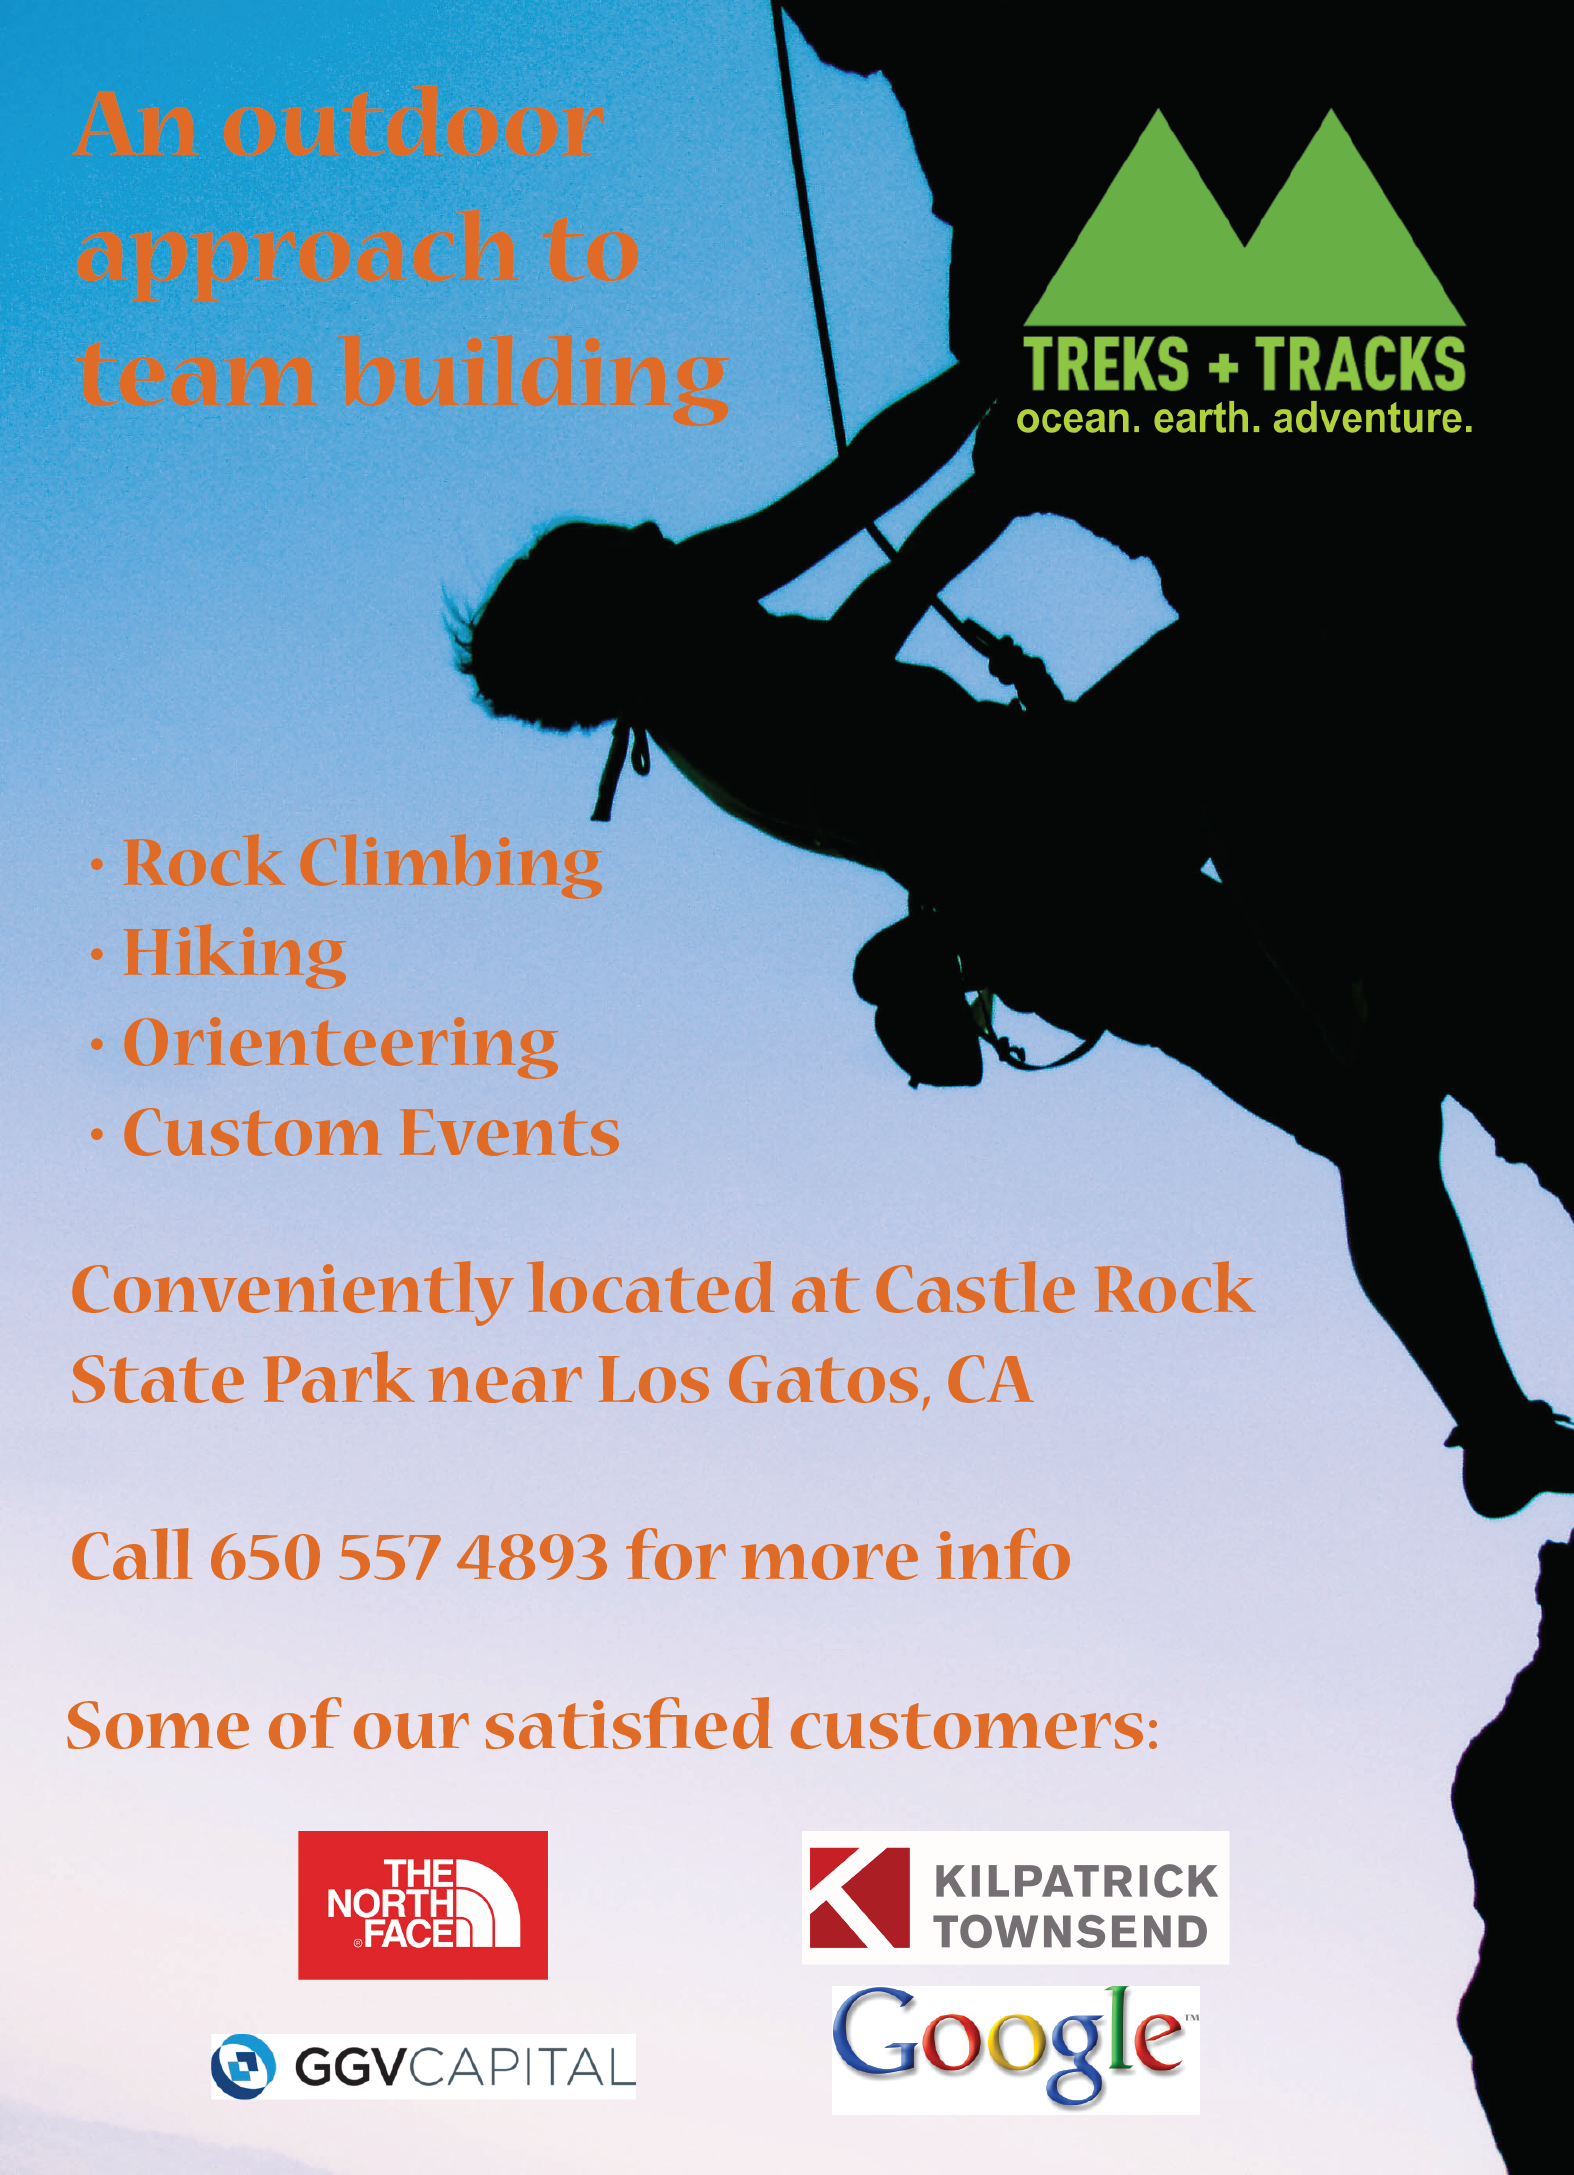 An outdoor
approach to
team building
TREKS + TRACKS
ocean. earth. adventure.
• Rock Climbing
• Hiking
• Orienteering
• Custom Events
Conveniently located at Castle Rock
State Park near Los Gatos, CA
Call 650 557 4893 for more info
Some of our satisfied customers:
THE
NORTH
®FACE
KILPATRICK
TOWNSEND
GGVCAPITAL
Google™